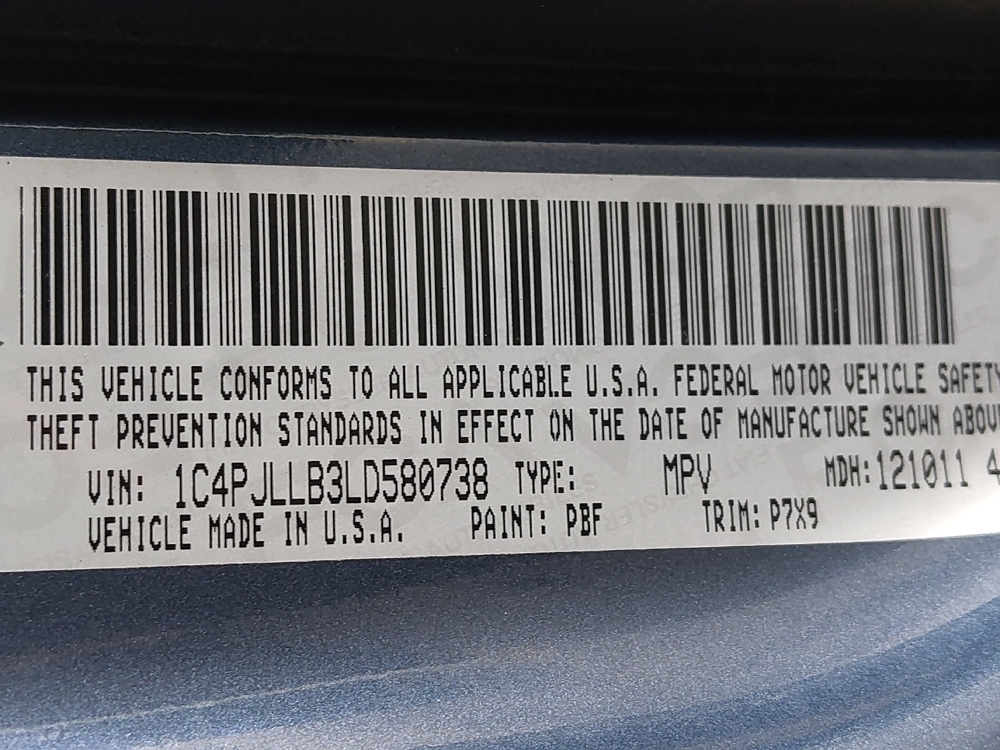 THIS VEHICLE CONFORMS TO ALL APPLICABLE U.S.A. FEDERAL MOTOR VEHICLE SAFETY
THEFT PREVENTION STANDARDS IN EFFECT ON THE DATE OF MANUFACTURE SHOWN ABOV
VIN: 1C4PJLLB3LD580738 TYPE: MPV MDH:121011 4
VEHICLE MADE IN U.S.A. PAINT: PBF TRIM: P7X9